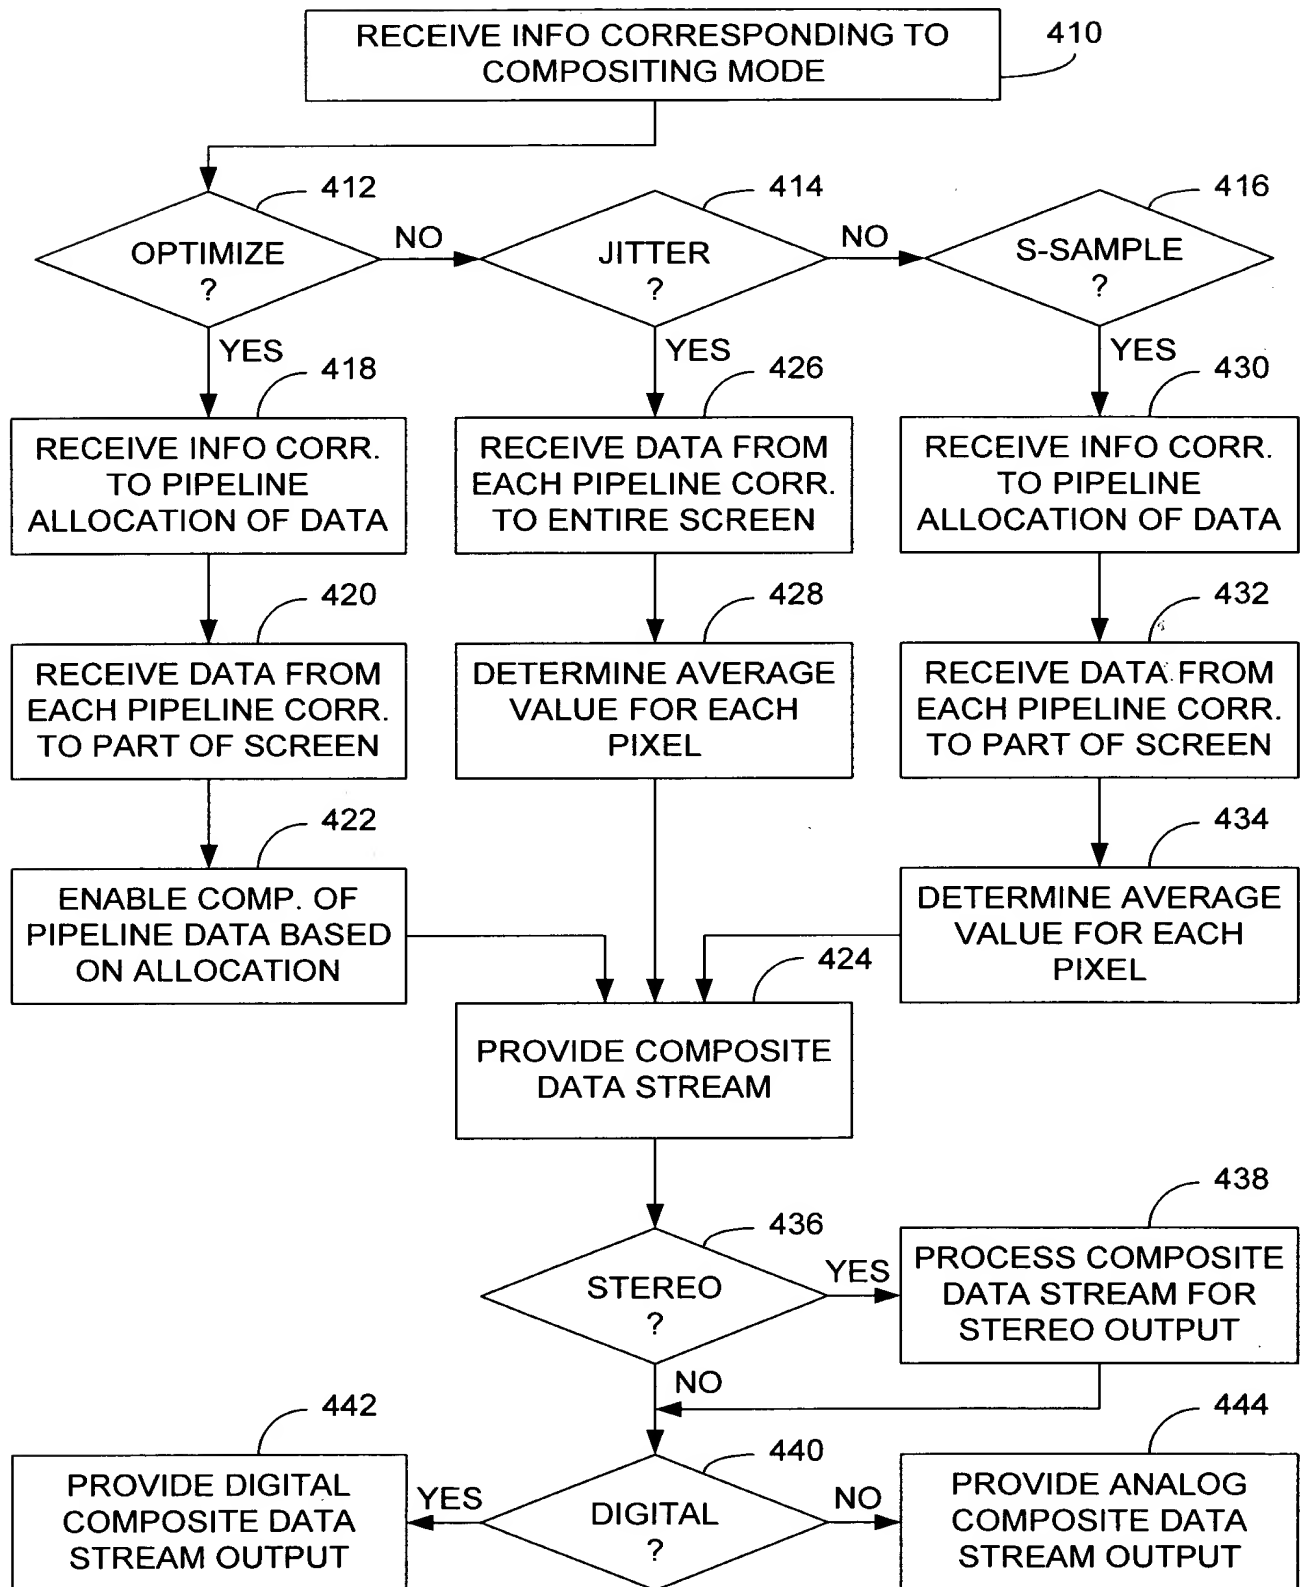 RECEIVE INFO CORRESPONDING TO
COMPOSITING MODE
410
412
OPTIMIZE
?
NO
414
JITTER
?
NO
416
S-SAMPLE
?
YES
YES
YES
418
RECEIVE INFO CORR.
TO PIPELINE
ALLOCATION OF DATA
426
RECEIVE DATA FROM
EACH PIPELINE CORR.
TO ENTIRE SCREEN
430
RECEIVE INFO CORR.
TO PIPELINE
ALLOCATION OF DATA
420
RECEIVE DATA FROM
EACH PIPELINE CORR.
TO PART OF SCREEN
428
DETERMINE AVERAGE
VALUE FOR EACH
PIXEL
432
RECEIVE DATA FROM
EACH PIPELINE CORR.
TO PART OF SCREEN
422
ENABLE COMP. OF
PIPELINE DATA BASED
ON ALLOCATION
434
DETERMINE AVERAGE
VALUE FOR EACH
PIXEL
424
PROVIDE COMPOSITE
DATA STREAM
436
STEREO
?
YES
438
PROCESS COMPOSITE
DATA STREAM FOR
STEREO OUTPUT
NO
442
PROVIDE DIGITAL
COMPOSITE DATA
STREAM OUTPUT
YES
440
DIGITAL
?
NO
444
PROVIDE ANALOG
COMPOSITE DATA
STREAM OUTPUT